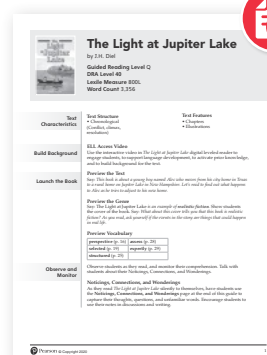 The Light at Jupiter Lake
by J.H. Diel
Guided Reading Level Q
DRA Level 40
Lexile Measure 800L
Word Count 3,356
Text Characteristics
Text Structure
• Chronological
(Conflict, climax,
resolution)
Text Features
• Chapters
• Illustrations
Build Background
ELL Access Video
Use the interactive video in The Light at Jupiter Lake digital leveled reader to
engage students, to support language development, to activate prior knowledge,
and to build background for the text.
Launch the Book
Preview the Text
Say: This book is about a young boy named Alec who moves from his city home in Texas
to a rural home on Jupiter Lake in New Hampshire. Let's read to find out what happens
to Alec as he tries to adjust to his new home.
Preview the Genre
Say: The Light at Jupiter Lake is an example of realistic fiction. Show students
the cover of the book. Say: What about this cover tells you that this book is realistic
fiction? As you read, ask yourself if the events in the story are things that could happen
in real life.
Preview Vocabulary
perspective (p. 16) access (p. 28)
selected (p. 19) expertly (p. 29)
structured (p. 25)
Observe and Monitor
Observe students as they read, and monitor their comprehension. Talk with
students about their Noticings, Connections, and Wonderings.
Noticings, Connections, and Wonderings
As they read The Light at Jupiter Lake silently to themselves, have students use
the Noticings, Connections, and Wonderings page at the end of this guide to
capture their thoughts, questions, and unfamiliar words. Encourage students to
use their notes in discussions and writing.
Pearson © Copyright 2020
1